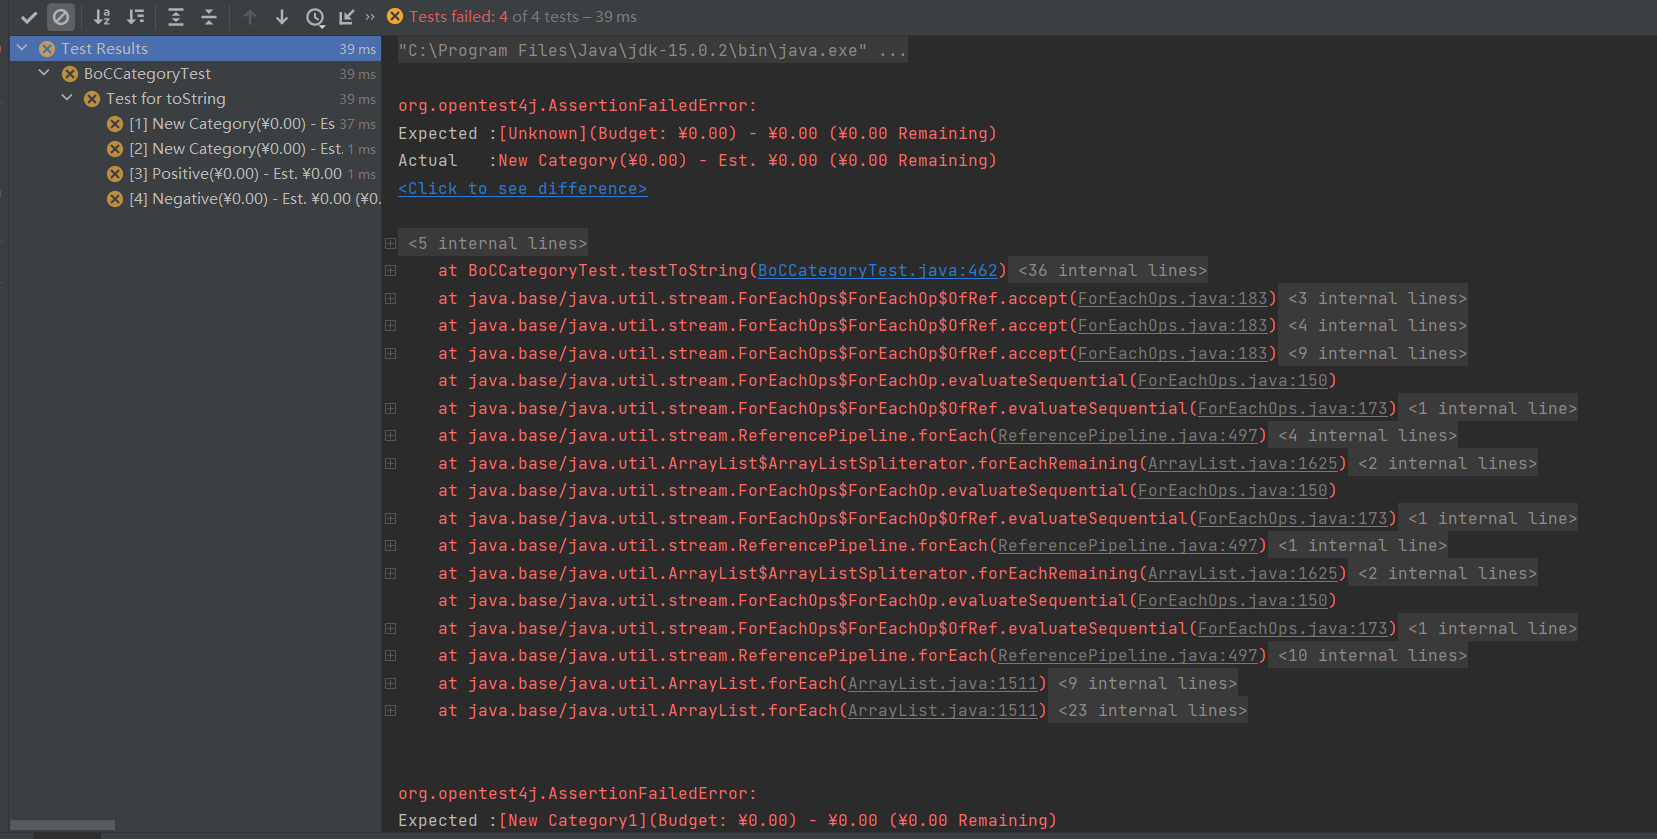 Tests failed: 4 of 4 tests – 39 ms
Test Results 39 ms
BoCCategoryTest 39 ms
Test for toString 39 ms
[1] New Category(¥0.00) - Es 37 ms
[2] New Category(¥0.00) - Est. 1 ms
[3] Positive(¥0.00) - Est. ¥0.00 1 ms
[4] Negative(¥0.00) - Est. ¥0.00 (¥0.
"C:\Program Files\Java\jdk-15.0.2\bin\java.exe" ...
org.opentest4j.AssertionFailedError:
Expected :[Unknown](Budget: ¥0.00) - ¥0.00 (¥0.00 Remaining)
Actual   :New Category(¥0.00) - Est. ¥0.00 (¥0.00 Remaining)
<Click to see difference>
<5 internal lines>
at BoCCategoryTest.testToString(BoCCategoryTest.java:462) <36 internal lines>
at java.base/java.util.stream.ForEachOps$ForEachOp$OfRef.accept(ForEachOps.java:183) <3 internal lines>
at java.base/java.util.stream.ForEachOps$ForEachOp$OfRef.accept(ForEachOps.java:183) <4 internal lines>
at java.base/java.util.stream.ForEachOps$ForEachOp$OfRef.accept(ForEachOps.java:183) <9 internal lines>
at java.base/java.util.stream.ForEachOps$ForEachOp.evaluateSequential(ForEachOps.java:150)
at java.base/java.util.stream.ForEachOps$ForEachOp$OfRef.evaluateSequential(ForEachOps.java:173) <1 internal line>
at java.base/java.util.stream.ReferencePipeline.forEach(ReferencePipeline.java:497) <4 internal lines>
at java.base/java.util.ArrayList$ArrayListSpliterator.forEachRemaining(ArrayList.java:1625) <2 internal lines>
at java.base/java.util.stream.ForEachOps$ForEachOp.evaluateSequential(ForEachOps.java:150)
at java.base/java.util.stream.ForEachOps$ForEachOp$OfRef.evaluateSequential(ForEachOps.java:173) <1 internal line>
at java.base/java.util.stream.ReferencePipeline.forEach(ReferencePipeline.java:497) <1 internal line>
at java.base/java.util.ArrayList$ArrayListSpliterator.forEachRemaining(ArrayList.java:1625) <2 internal lines>
at java.base/java.util.stream.ForEachOps$ForEachOp.evaluateSequential(ForEachOps.java:150)
at java.base/java.util.stream.ForEachOps$ForEachOp$OfRef.evaluateSequential(ForEachOps.java:173) <1 internal line>
at java.base/java.util.stream.ReferencePipeline.forEach(ReferencePipeline.java:497) <10 internal lines>
at java.base/java.util.ArrayList.forEach(ArrayList.java:1511) <9 internal lines>
at java.base/java.util.ArrayList.forEach(ArrayList.java:1511) <23 internal lines>
org.opentest4j.AssertionFailedError:
Expected :[New Category1](Budget: ¥0.00) - ¥0.00 (¥0.00 Remaining)